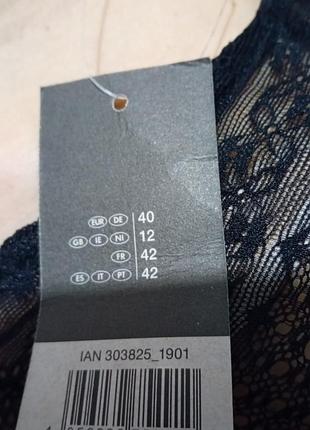 EUR DE 40
GB IE NI 12
FR 42
ES IT PT 42
IAN 303825_1901